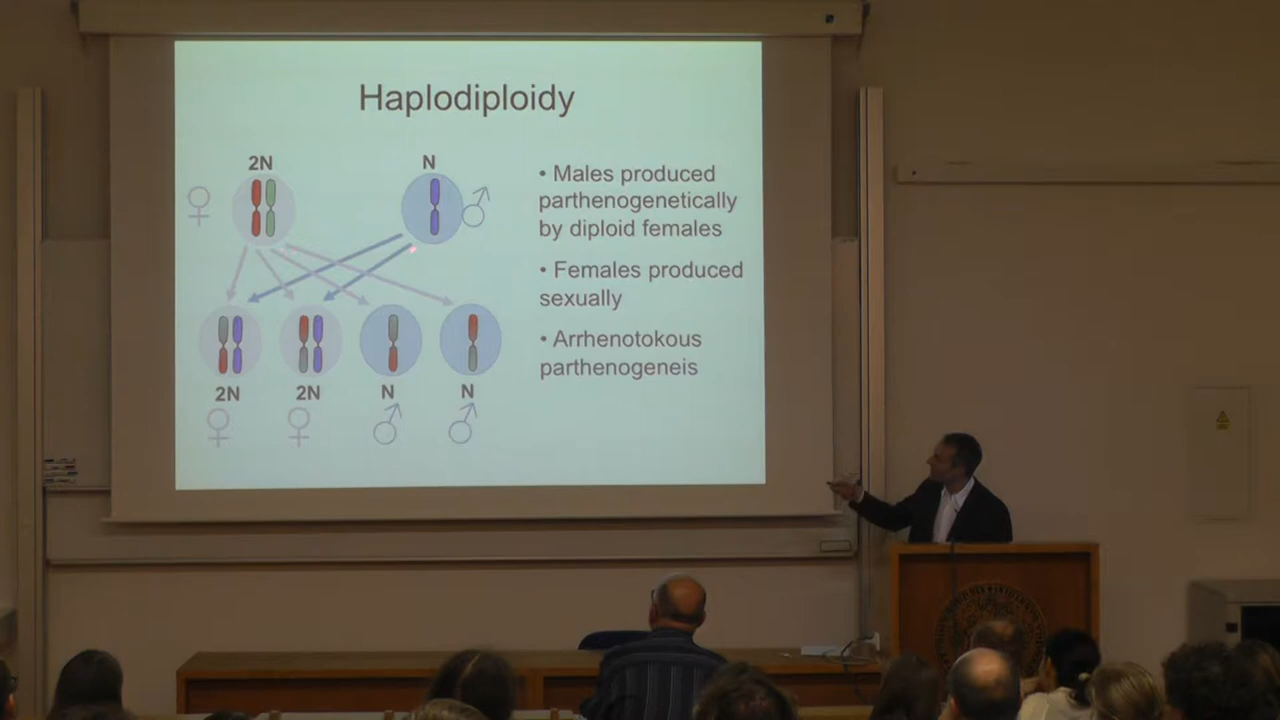 Haplodiploidy
2N
N
• Males produced
parthenogenetically
by diploid females
• Females produced
sexually
• Arrhenotokous
parthenogeneis
2N
2N
N
N